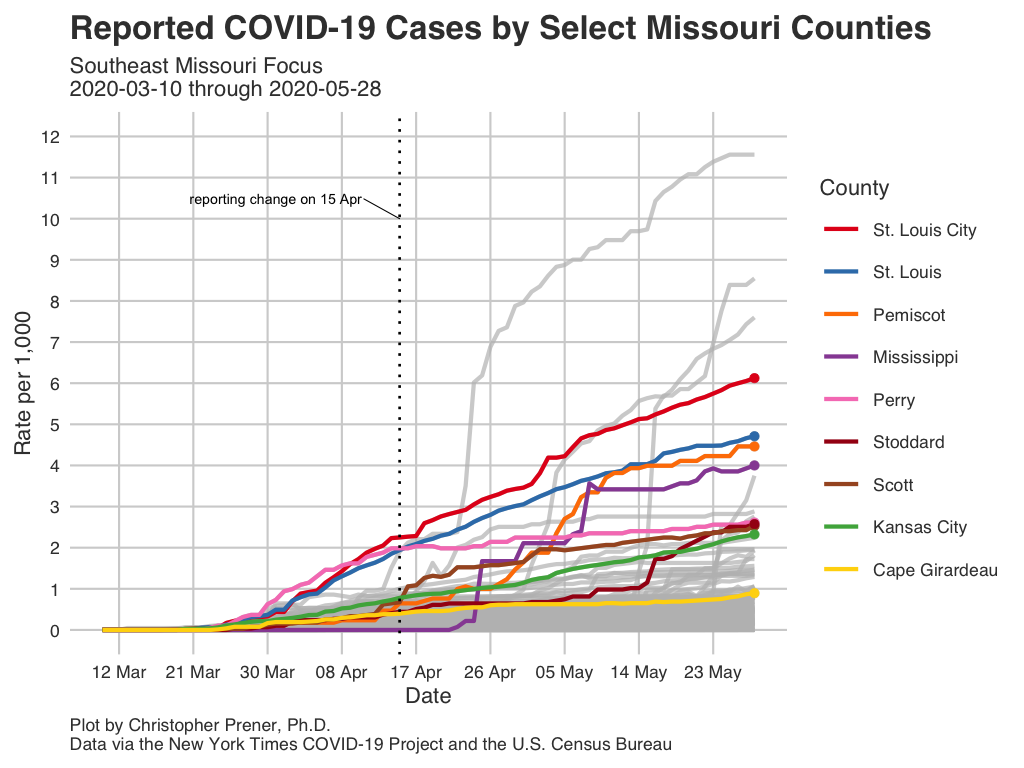 Reported COVID-19 Cases by Select Missouri Counties
Southeast Missouri Focus
2020-03-10 through 2020-05-28
12
11
10
9
8
7
6
5
4
3
2
1
0
Rate per 1,000
reporting change on 15 Apr
12 Mar
21 Mar
30 Mar
08 Apr
17 Apr
26 Apr
05 May
14 May
23 May
Date
County
St. Louis City
St. Louis
Pemiscot
Mississippi
Perry
Stoddard
Scott
Kansas City
Cape Girardeau
Plot by Christopher Prener, Ph.D.
Data via the New York Times COVID-19 Project and the U.S. Census Bureau